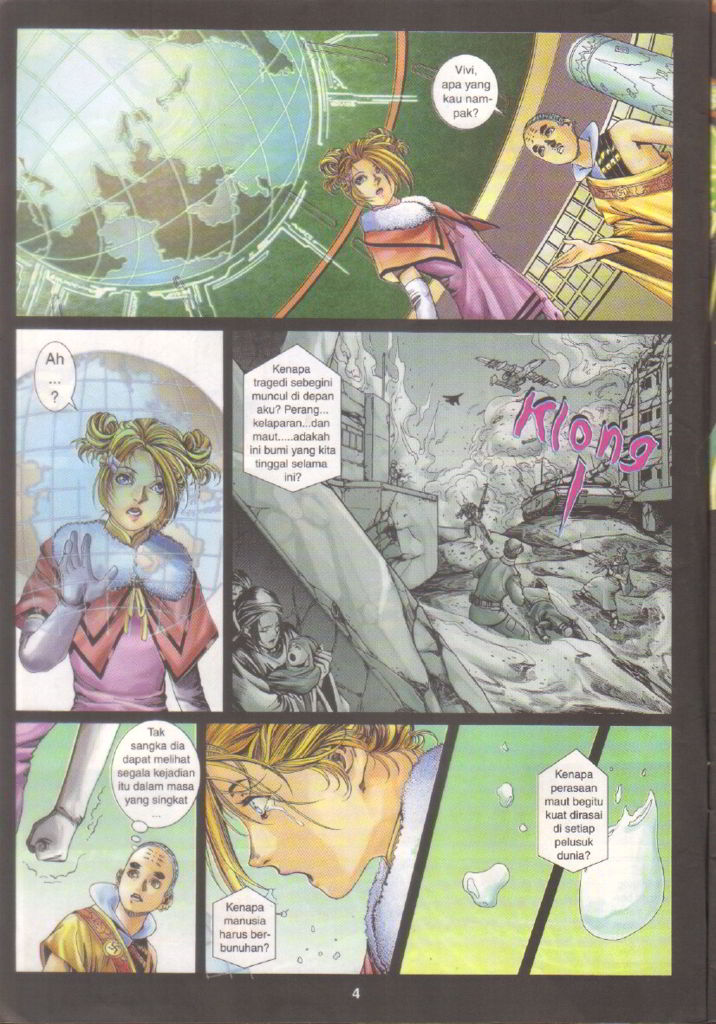 Vivi,
apa yang
kau nam-
pak?
Ah
...
?
Kenapa
tragedi sebegini
muncul di depan
aku? Perang...
kelaparan...dan
maut.....adakah
ini bumi yang kita
tinggal selama
ini?
Klong
!
Tak
sangka dia
dapat melihat
segala kejadian
itu dalam masa
yang singkat
...
Kenapa
manusia
harus ber-
bunuhan?
Kenapa
perasaan
maut begitu
kuat dirasai
di setiap
pelusuk
dunia?
4